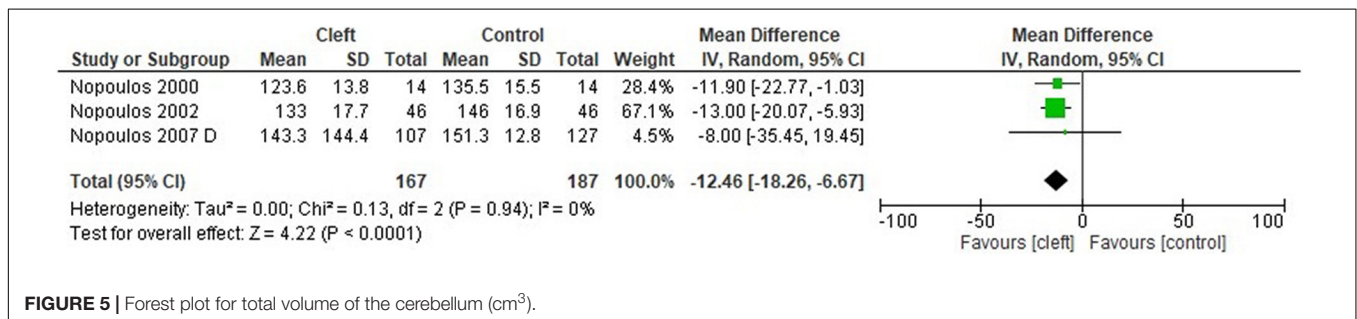 Cleft Control Mean Difference Mean Difference
Study or Subgroup Mean SD Total Mean SD Total Weight IV, Random, 95% CI IV, Random, 95% CI
Nopoulos 2000 123.6 13.8 14 135.5 15.5 14 28.4% -11.90 [-22.77, -1.03]
Nopoulos 2002 133 17.7 46 146 16.9 46 67.1% -13.00 [-20.07, -5.93]
Nopoulos 2007 D 143.3 144.4 107 151.3 12.8 127 4.5% -8.00 [-35.45, 19.45]
Total (95% CI) 167 187 100.0% -12.46 [-18.26, -6.67]
Heterogeneity: Tau² = 0.00; Chi² = 0.13, df = 2 (P = 0.94); I² = 0%
Test for overall effect: Z = 4.22 (P < 0.0001)
-100 -50 0 50 100
Favours [cleft] Favours [control]
FIGURE 5 | Forest plot for total volume of the cerebellum (cm³).